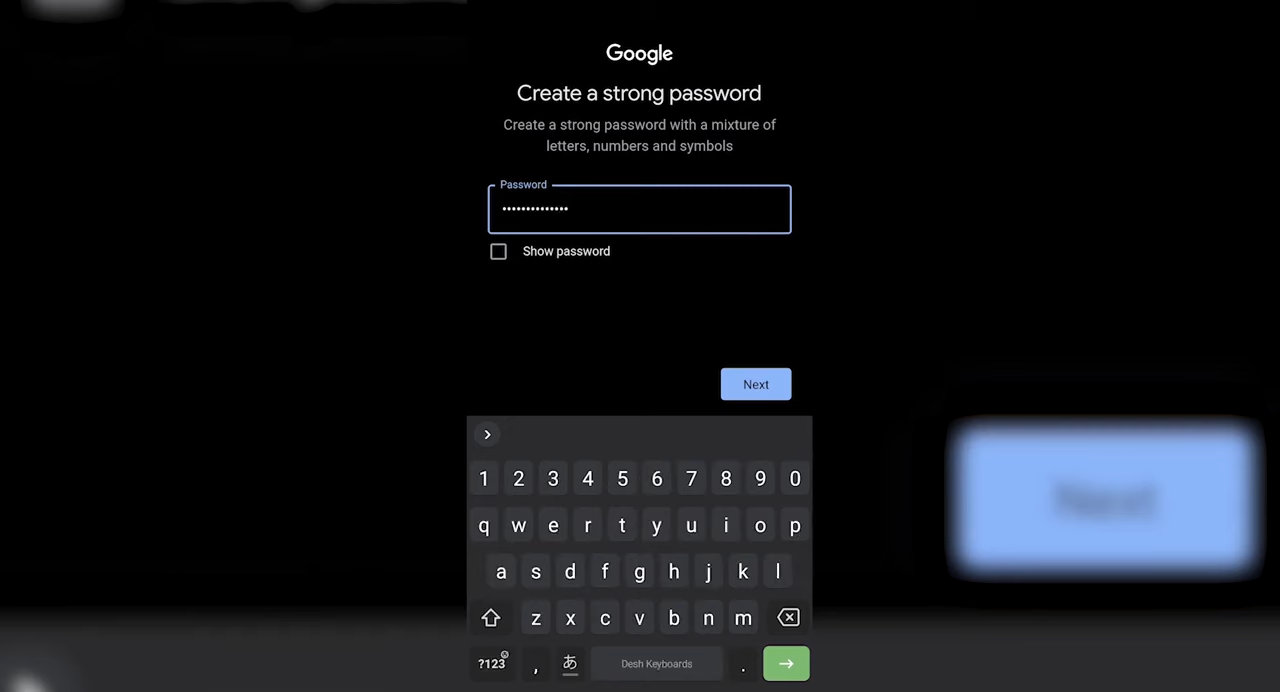 Google
Create a strong password
Create a strong password with a mixture of
letters, numbers and symbols
Password
••••••••••••••
Show password
Next
1 2 3 4 5 6 7 8 9 0
q w e r t y u i o p
a s d f g h j k l
z x c v b n m
?123 , あ Desh Keyboards .
Next